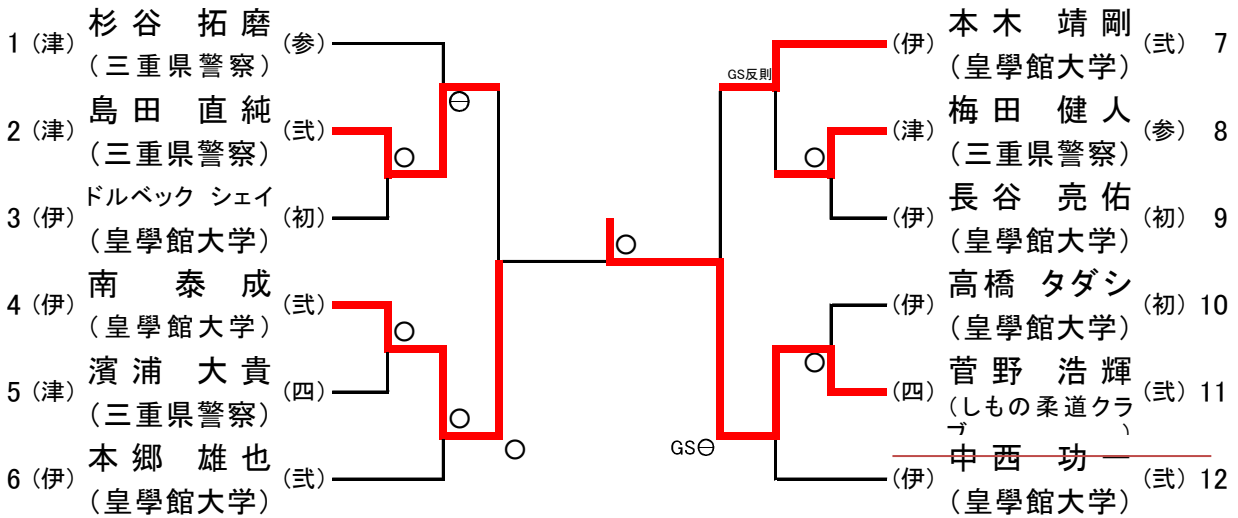 1 (津) 杉谷 拓磨 (参)
(三重県警察)
2 (津) 島田 直純 (弐)
(三重県警察)
3 (伊) ドルベック シェイ (初)
(皇學館大学)
4 (伊) 南 泰成 (弐)
(皇學館大学)
5 (津) 濱浦 大貴 (四)
(三重県警察)
6 (伊) 本郷 雄也 (弐)
(皇學館大学)
GS反則
GS⊖
(伊) 本木 靖剛 (弐) 7
(皇學館大学)
(津) 梅田 健人 (参) 8
(三重県警察)
(伊) 長谷 亮佑 (初) 9
(皇學館大学)
(伊) 高橋 タダシ (初) 10
(皇學館大学)
(四) 菅野 浩輝 (弐) 11
(しもの柔道クラ
ブ )
(伊) 中西 功一 (弐) 12
(皇學館大学)